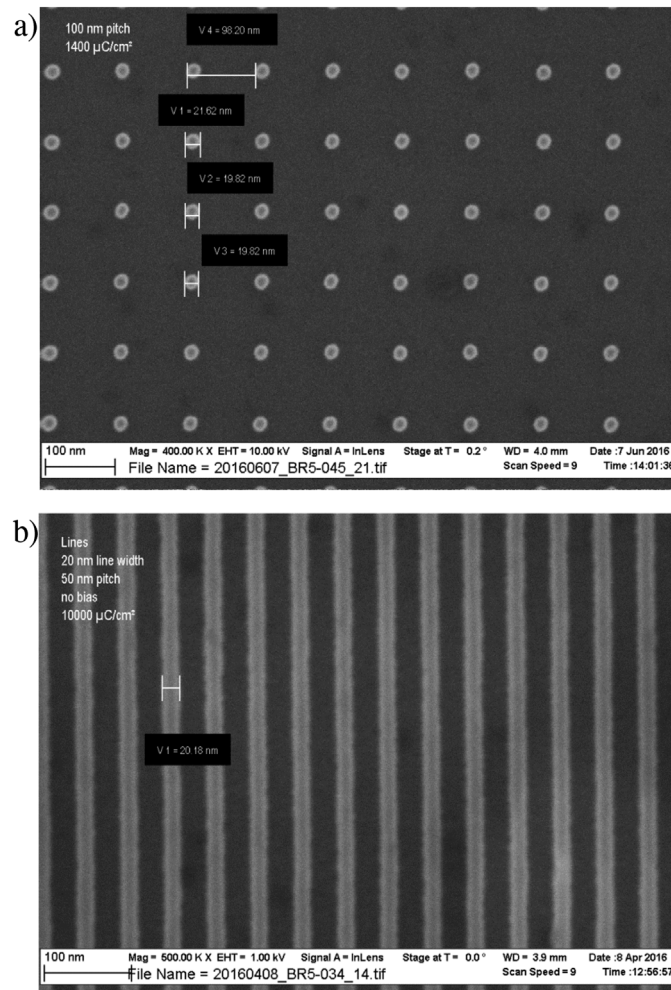 a)
100 nm pitch
1400 µC/cm²
V 4 = 98.20 nm
V 1 = 21.62 nm
V 2 = 19.82 nm
V 3 = 19.82 nm
100 nm Mag = 400.00 K X EHT = 10.00 kV Signal A = InLens Stage at T = 0.2 ° WD = 4.0 mm Date :7 Jun 2016
File Name = 20160607_BR5-045_21.tif Scan Speed = 9 Time :14:01:36
b)
Lines
20 nm line width
50 nm pitch
no bias
10000 µC/cm²
V 1 = 20.18 nm
100 nm Mag = 500.00 K X EHT = 1.00 kV Signal A = InLens Stage at T = 0.0 ° WD = 3.9 mm Date :8 Apr 2016
File Name = 20160408_BR5-034_14.tif Scan Speed = 9 Time :12:56:57